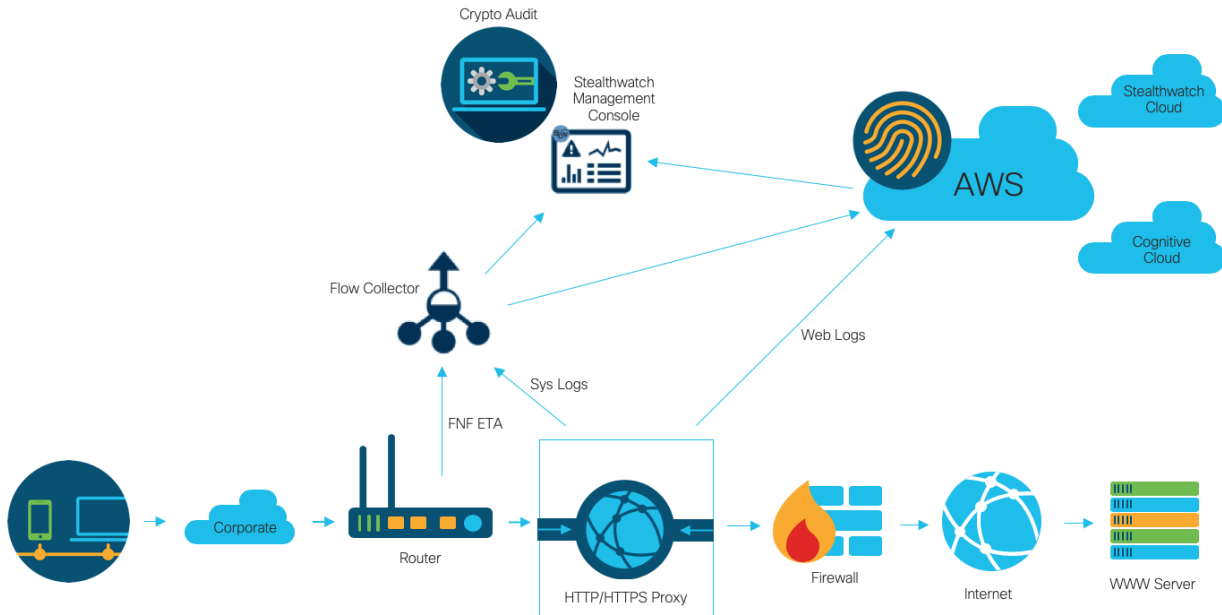 Crypto Audit
Stealthwatch
Management
Console
Stealthwatch
Cloud
AWS
Cognitive
Cloud
Flow Collector
Web Logs
Sys Logs
FNF ETA
Corporate
Router
HTTP/HTTPS Proxy
Firewall
Internet
WWW Server